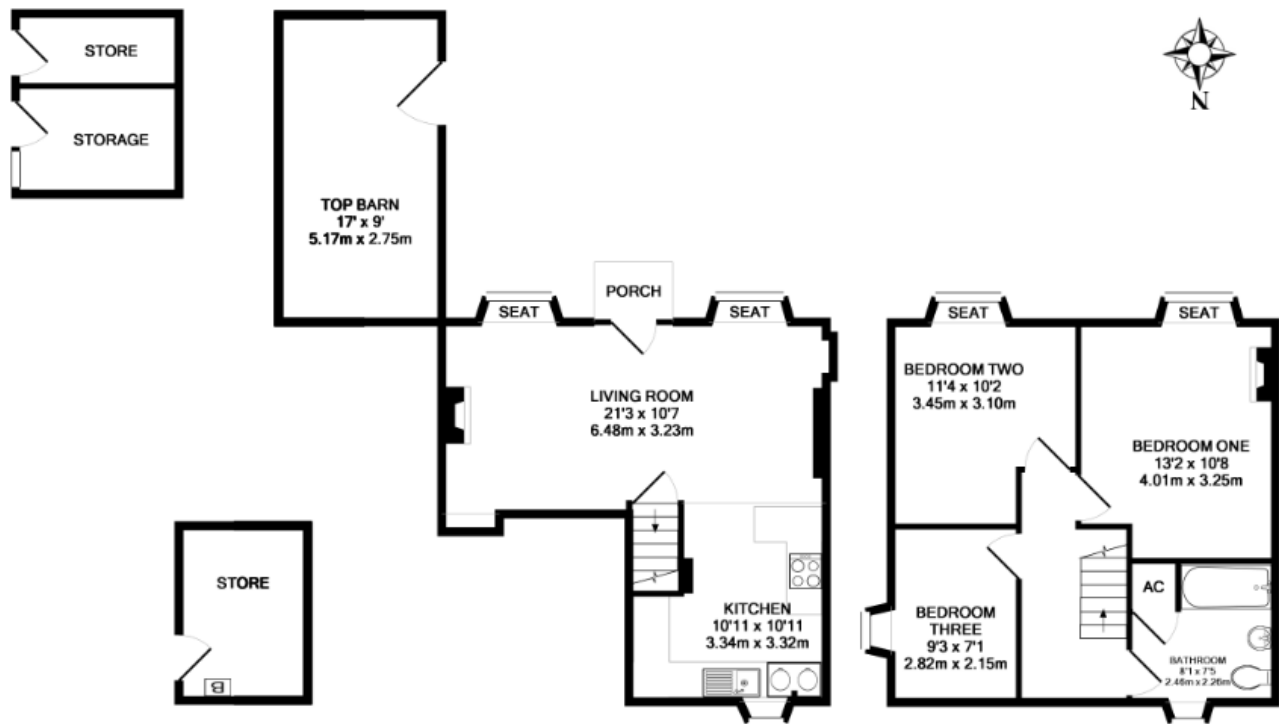 STORE
STORAGE
TOP BARN
17' x 9'
5.17m x 2.75m
N
SEAT
PORCH
SEAT
LIVING ROOM
21'3 x 10'7
6.48m x 3.23m
KITCHEN
10'11 x 10'11
3.34m x 3.32m
STORE
B
SEAT
SEAT
BEDROOM TWO
11'4 x 10'2
3.45m x 3.10m
BEDROOM ONE
13'2 x 10'8
4.01m x 3.25m
BEDROOM
THREE
9'3 x 7'1
2.82m x 2.15m
AC
BATHROOM
8'1 x 7'5
2.46m x 2.26m